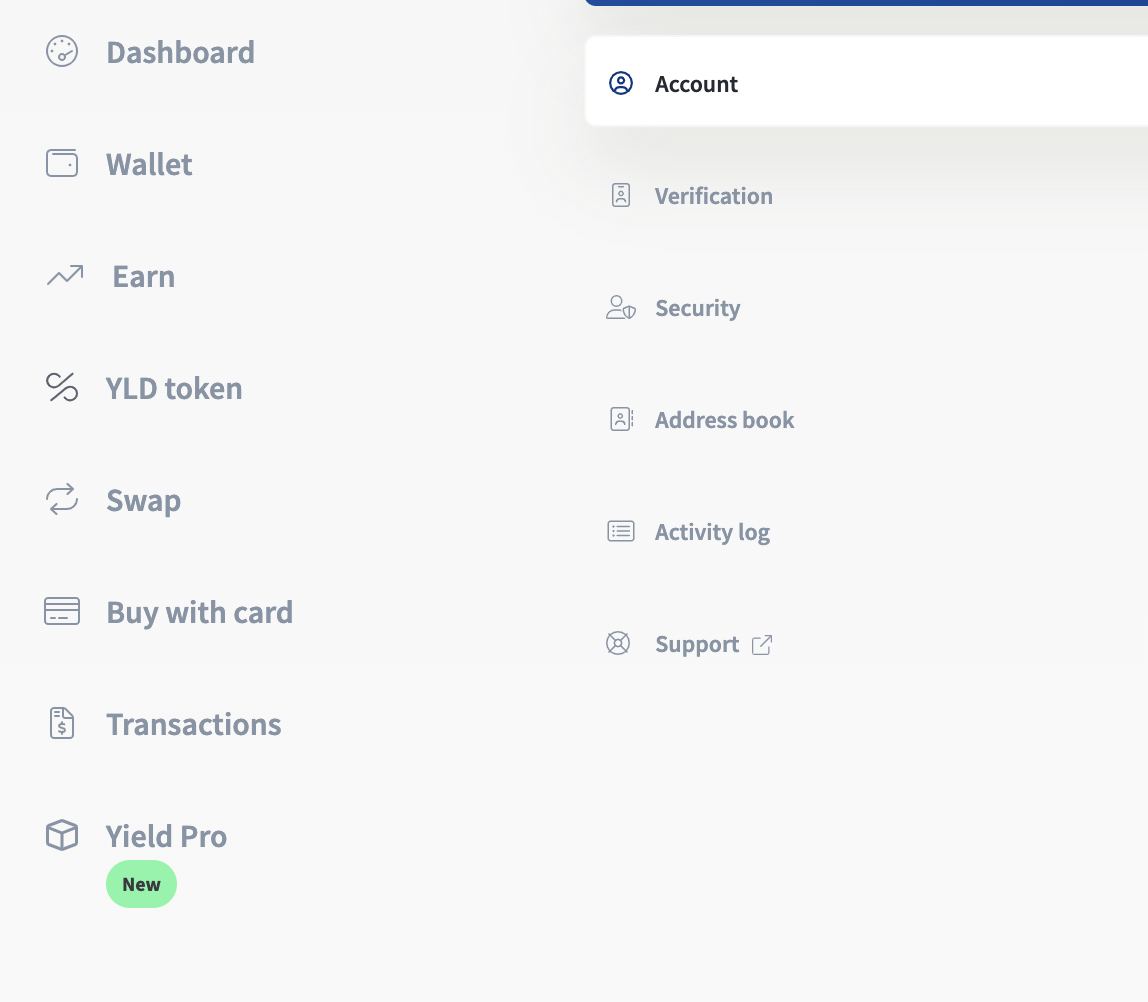 Dashboard
Wallet
Earn
YLD token
Swap
Buy with card
Transactions
Yield Pro
New
Account
Verification
Security
Address book
Activity log
Support